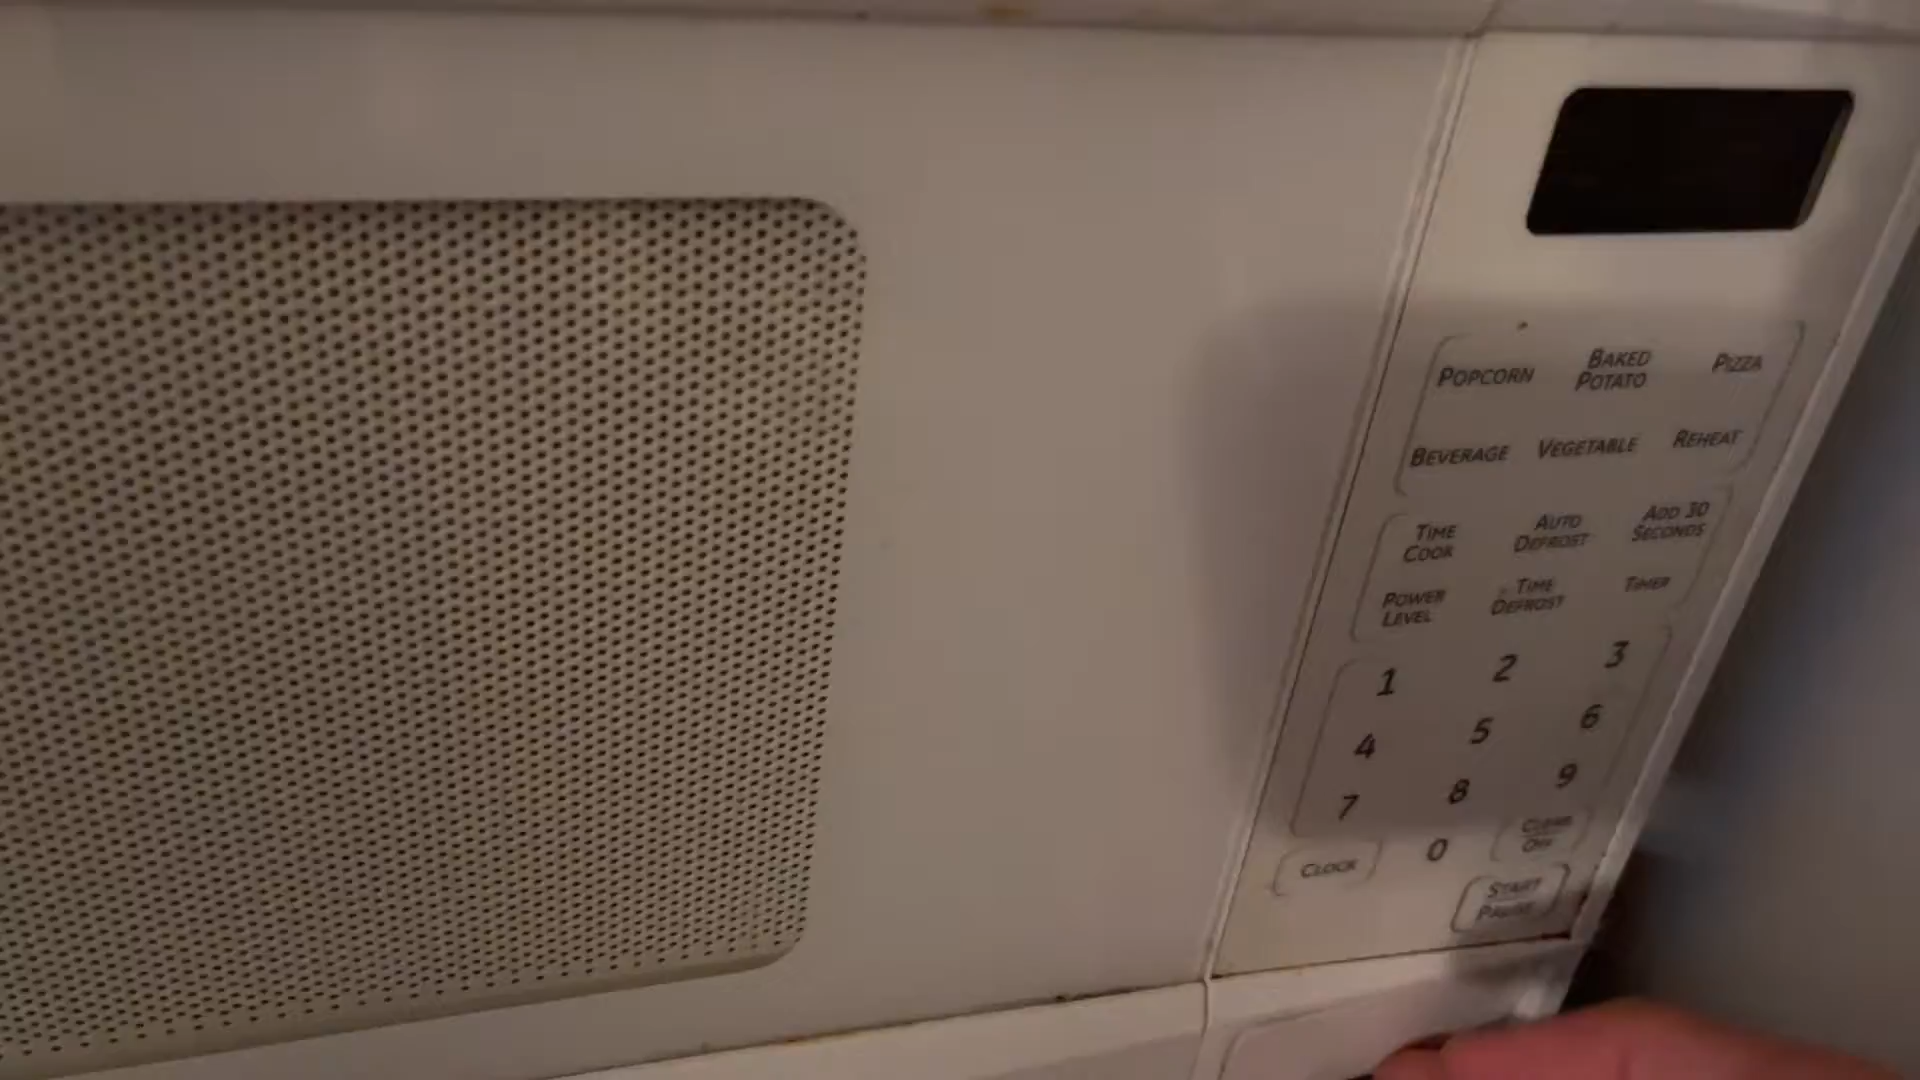 POPCORN
BAKED
POTATO
PIZZA
BEVERAGE
VEGETABLE
REHEAT
TIME
COOK
AUTO
DEFROST
ADD 30
SECONDS
POWER
LEVEL
TIME
DEFROST
TIMER
1 2 3
4 5 6
7 8 9
CLOCK
0
CLEAR
OFF
START
PAUSE